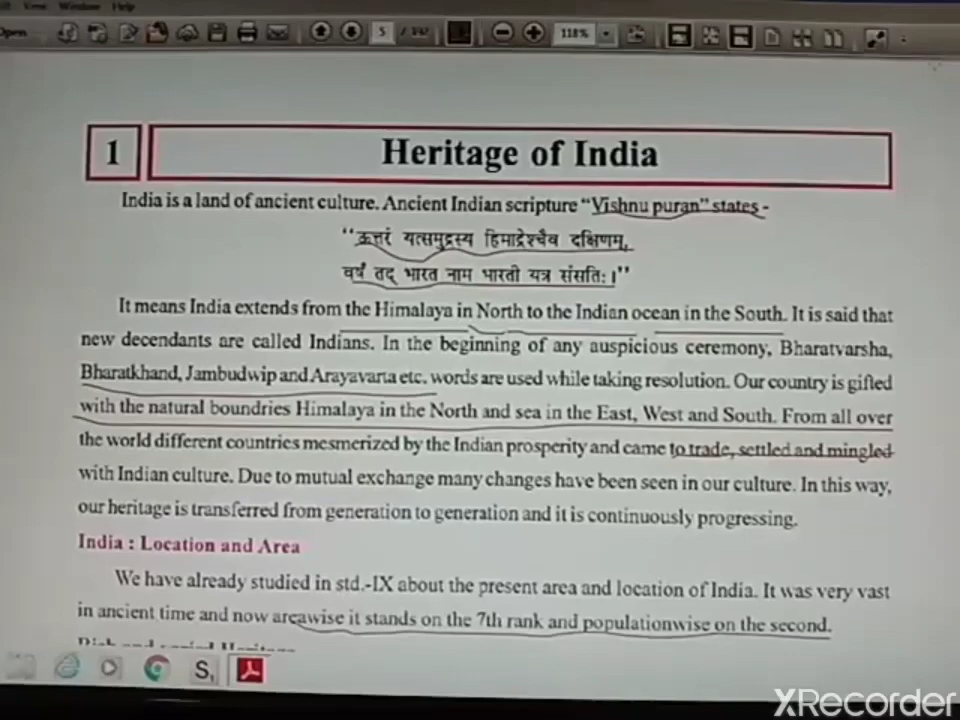 View Window Help
Open 5 / 118%
1 Heritage of India
India is a land of ancient culture. Ancient Indian scripture “Vishnu puran” states -
“ऊत्तरं यत्समुद्रस्य हिमाद्रेश्चैव दक्षिणम्,
वर्षं तद् भारत नाम भारती यत्र संसतिः।”
It means India extends from the Himalaya in North to the Indian ocean in the South. It is said that
new decendants are called Indians. In the beginning of any auspicious ceremony, Bharatvarsha,
Bharatkhand, Jambudwip and Arayavarta etc. words are used while taking resolution. Our country is gifted
with the natural boundries Himalaya in the North and sea in the East, West and South. From all over
the world different countries mesmerized by the Indian prosperity and came to trade, settled and mingled
with Indian culture. Due to mutual exchange many changes have been seen in our culture. In this way,
our heritage is transferred from generation to generation and it is continuously progressing.
India : Location and Area
We have already studied in std.-IX about the present area and location of India. It was very vast
in ancient time and now areawise it stands on the 7th rank and populationwise on the second.
S,
XRecorder